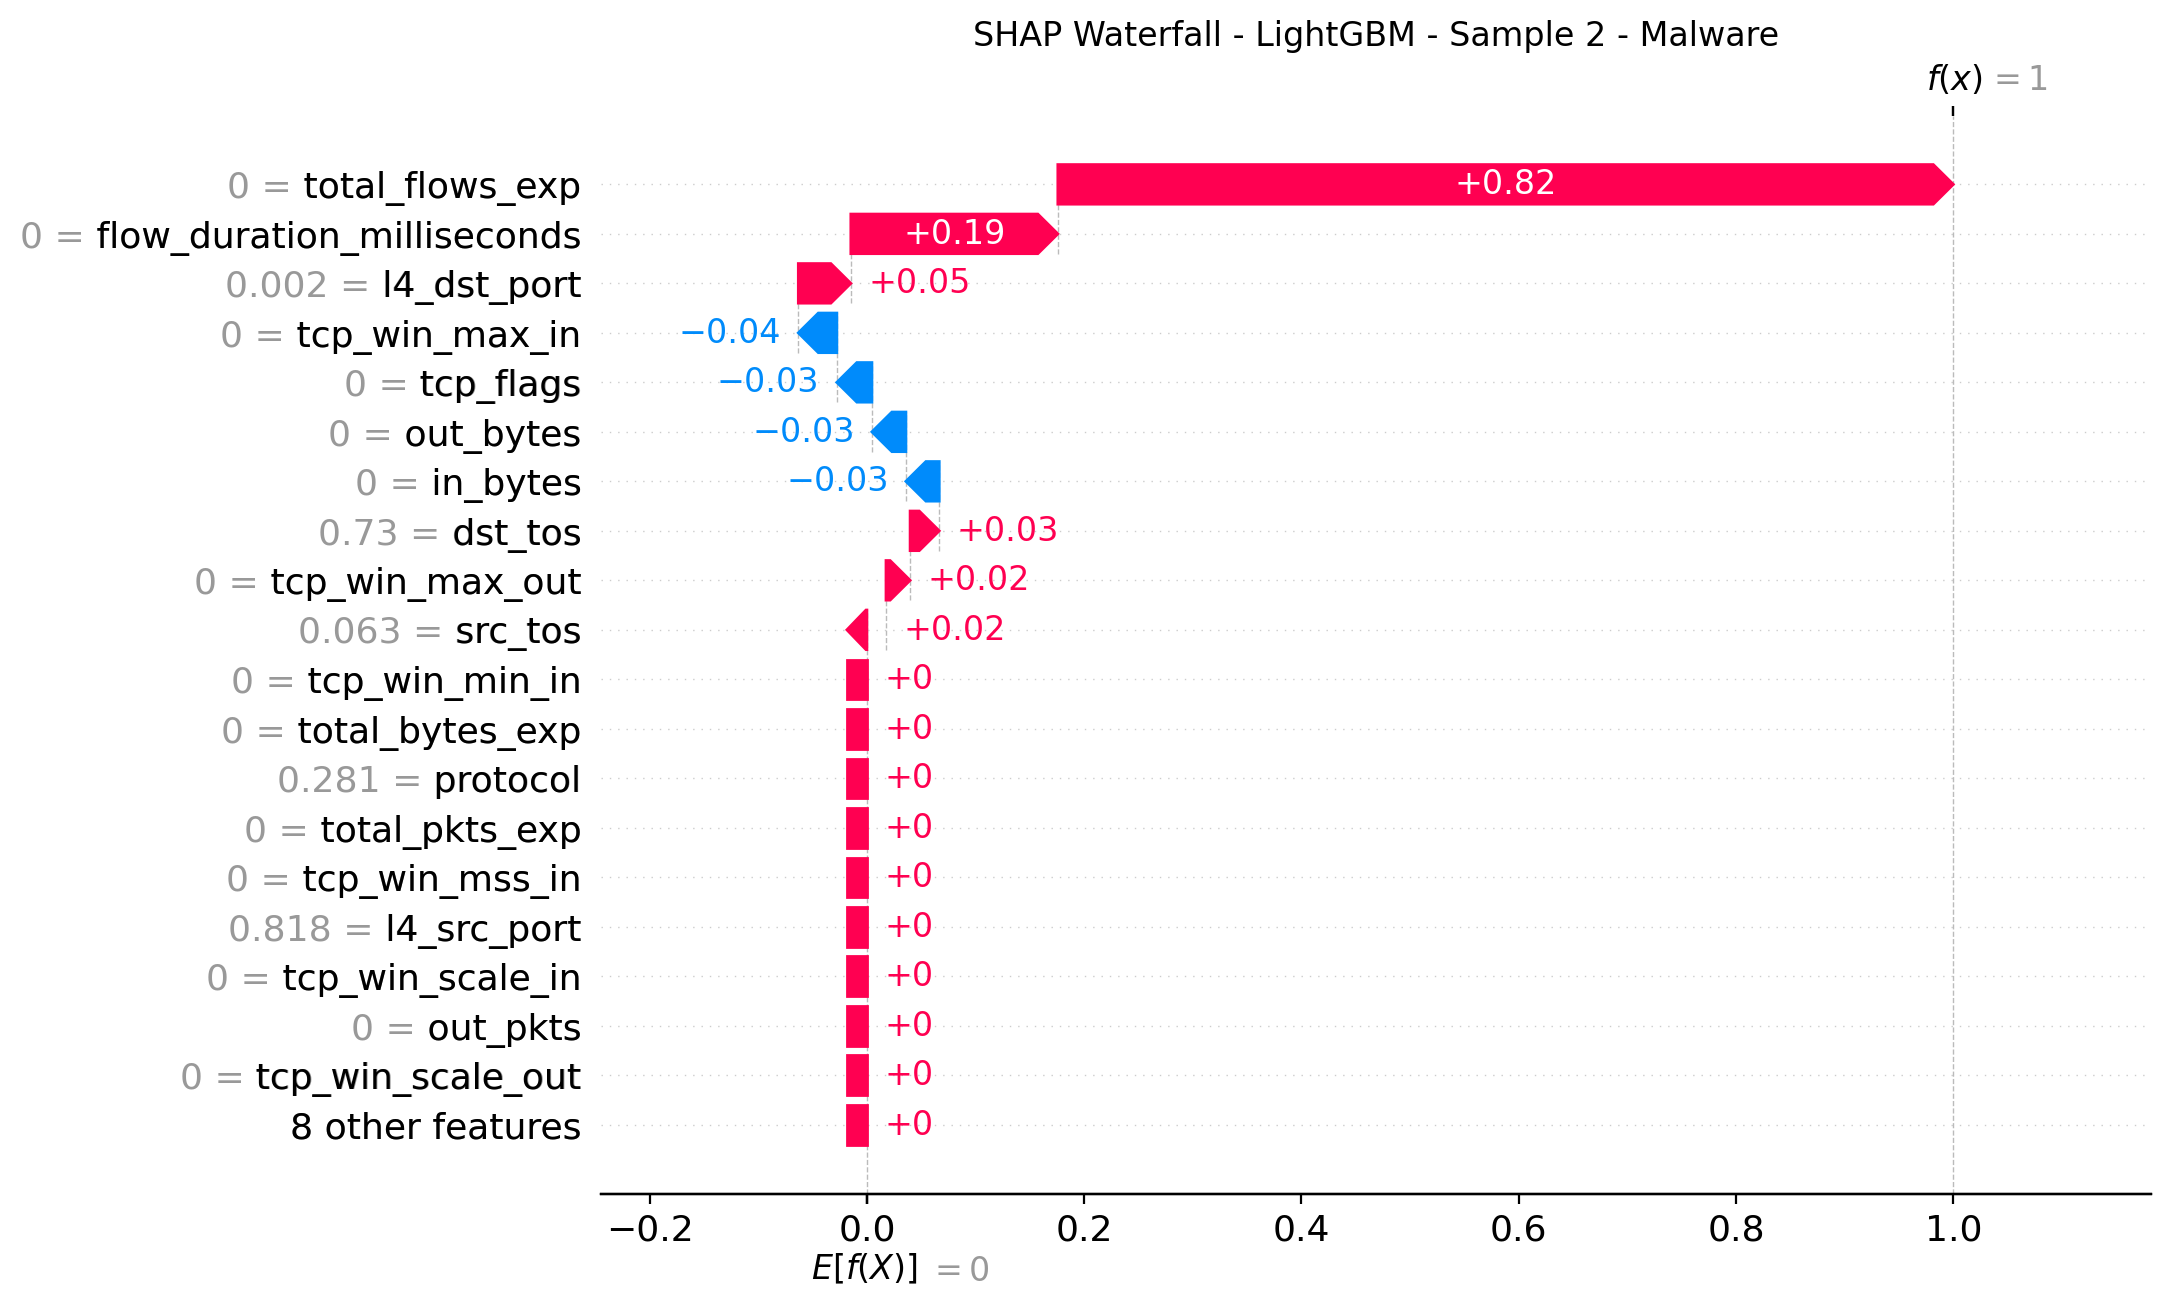 SHAP Waterfall - LightGBM - Sample 2 - Malware
f(x) = 1
0 = total_flows_exp +0.82
0 = flow_duration_milliseconds +0.19
0.002 = l4_dst_port +0.05
0 = tcp_win_max_in −0.04
0 = tcp_flags −0.03
0 = out_bytes −0.03
0 = in_bytes −0.03
0.73 = dst_tos +0.03
0 = tcp_win_max_out +0.02
0.063 = src_tos +0.02
0 = tcp_win_min_in +0
0 = total_bytes_exp +0
0.281 = protocol +0
0 = total_pkts_exp +0
0 = tcp_win_mss_in +0
0.818 = l4_src_port +0
0 = tcp_win_scale_in +0
0 = out_pkts +0
0 = tcp_win_scale_out +0
8 other features +0
−0.2 0.0 0.2 0.4 0.6 0.8 1.0
E[f(X)] = 0